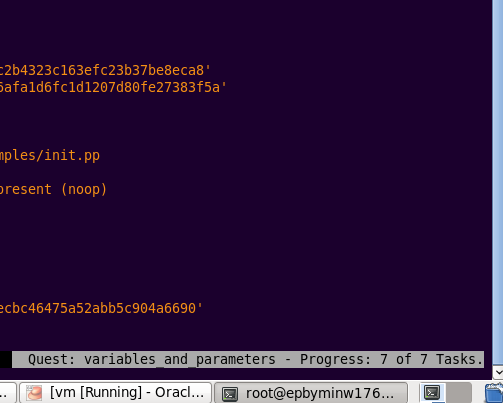 c2b4323c163efc23b37be8eca8'
6afa1d6fc1d1207d80fe27383f5a'
mples/init.pp
present (noop)
ecbc46475a52abb5c904a6690'
Quest: variables_and_parameters - Progress: 7 of 7 Tasks.
... [vm [Running] - Oracl... root@epbyminw176...